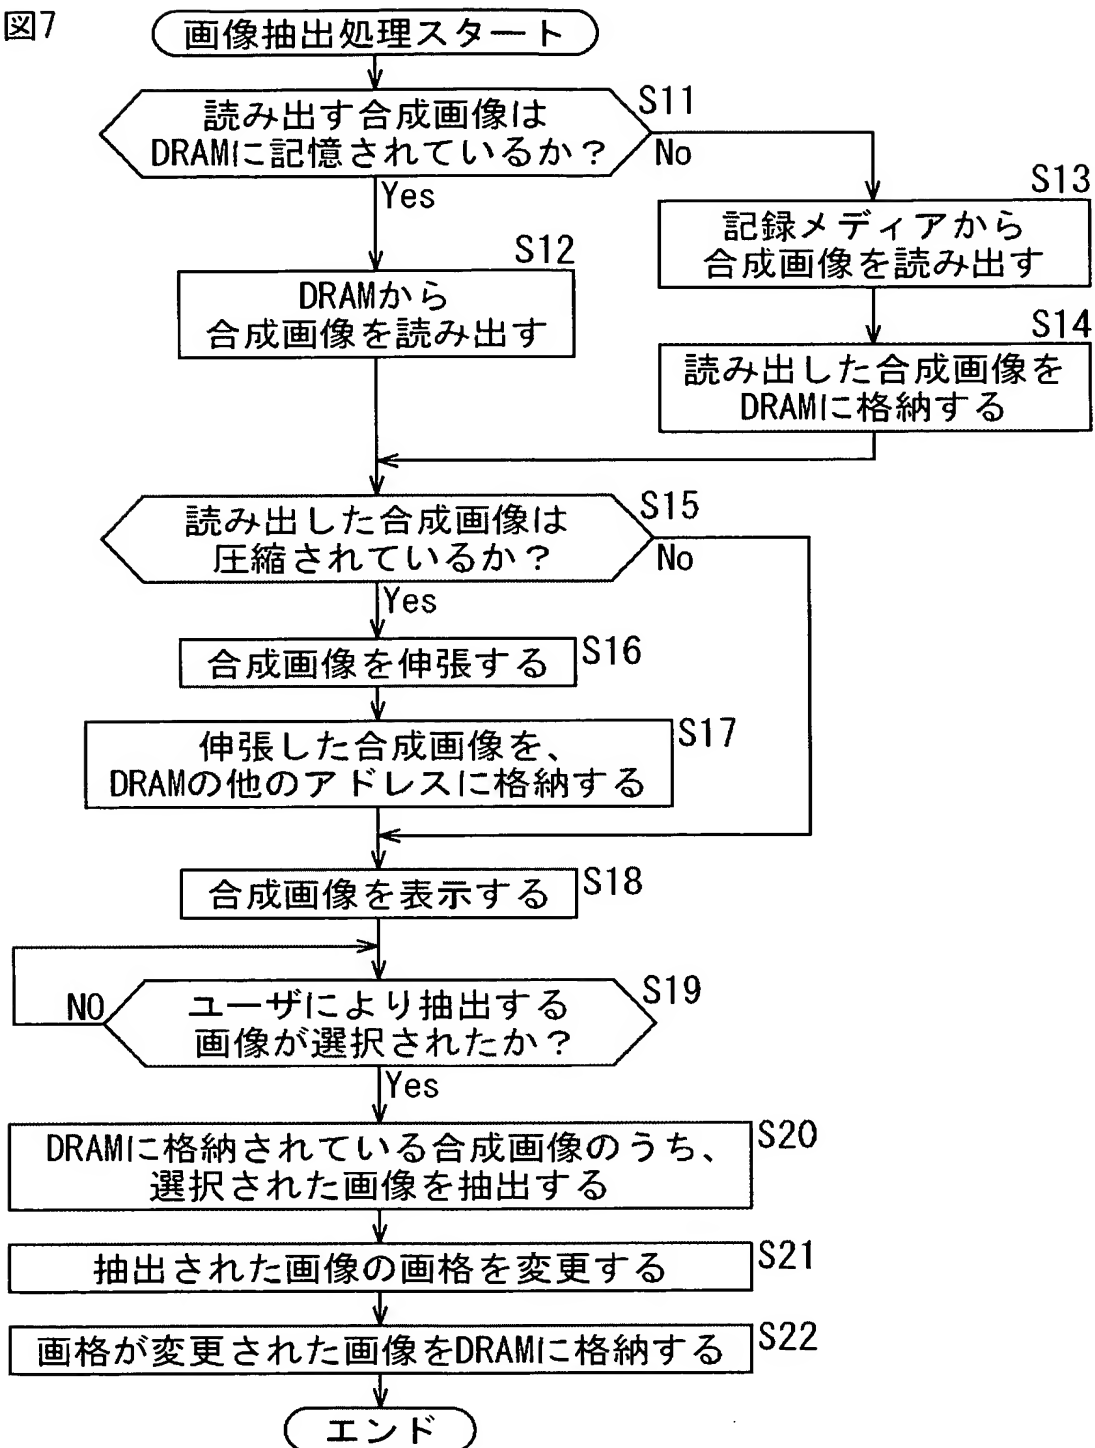 図7
画像抽出処理スタート
S11
読み出す合成画像は
DRAMに記憶されているか？
No
Yes
S13
記録メディアから
合成画像を読み出す
S12
DRAMから
合成画像を読み出す
S14
読み出した合成画像を
DRAMに格納する
S15
読み出した合成画像は
圧縮されているか？
No
Yes
合成画像を伸張する
S16
S17
伸張した合成画像を、
DRAMの他のアドレスに格納する
合成画像を表示する
S18
S19
NO
ユーザにより抽出する
画像が選択されたか？
Yes
S20
DRAMに格納されている合成画像のうち、
選択された画像を抽出する
抽出された画像の画格を変更する
S21
画格が変更された画像をDRAMに格納する
S22
エンド